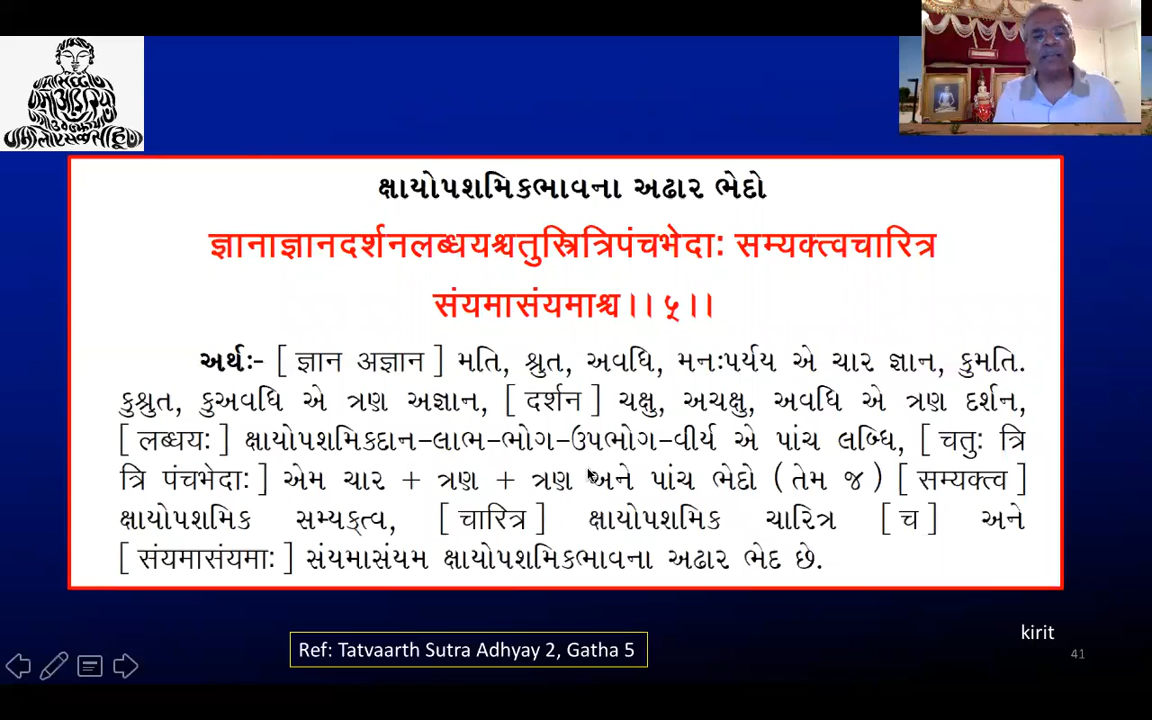 ક્ષાયોપશમિકભાવના અઢાર ભેદો
ज्ञानाज्ञानदर्शनलब्धयश्चतुस्त्रित्रिपंचभेदाः सम्यक्त्वचारित्र
संयमासंयमाश्च।। ५।।
અર્થઃ- [ ज्ञान अज्ञान ] મતિ, શ્રુત, અવધિ, મનઃપર્યય એ ચાર જ્ઞાન, કુમતિ.
કુશ્રુત, કુઅવધિ એ ત્રણ અજ્ઞાન, [ दर्शन ] ચક્ષુ, અચક્ષુ, અવધિ એ ત્રણ દર્શન,
[ लब्धयः ] ક્ષાયોપશમિકદાન-લાભ-ભોગ-ઉપભોગ-વીર્ય એ પાંચ લબ્ધિ, [ चतुः त्रि
त्रि पंचभेदाः ] એમ ચાર + ત્રણ + ત્રણ અને પાંચ ભેદો ( તેમ જ ) [ सम्यक्त्व ]
ક્ષાયોપશમિક સમ્યક્ત્વ, [ चारित्र ] ક્ષાયોપશમિક ચારિત્ર [ च ] અને
[ संयमासंयमाः ] સંયમાસંયમ ક્ષાયોપશમિકભાવના અઢાર ભેદ છે.
Ref: Tatvaarth Sutra Adhyay 2, Gatha 5
kirit
41